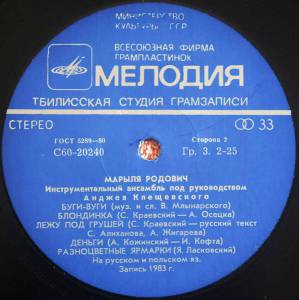 МИНИСТЕРСТВО
КУЛЬТУРЫ СССР
ВСЕСОЮЗНАЯ ФИРМА
ГРАМПЛАСТИНОК
МЕЛОДИЯ
ТБИЛИССКАЯ СТУДИЯ ГРАМЗАПИСИ
СТЕРЕО
33
ГОСТ 5289—80
Сторона 2
С60-20240
Гр. 3. 2-25
МАРЫЛЯ РОДОВИЧ
Инструментальный ансамбль под руководством
Анджея Клещевского
БУГИ-ВУГИ (муз. и сл. В. Млынарского)
БЛОНДИНКА (С. Краевский — А. Осецка)
ЛЕЖУ ПОД ГРУШЕЙ (С. Краевский — русский текст
С. Алиханова, А. Жигарева)
ДЕНЬГИ (А. Кожинский — И. Кофта)
РАЗНОЦВЕТНЫЕ ЯРМАРКИ (Я. Ласковский)
На русском и польском яз.
Запись 1983 г.